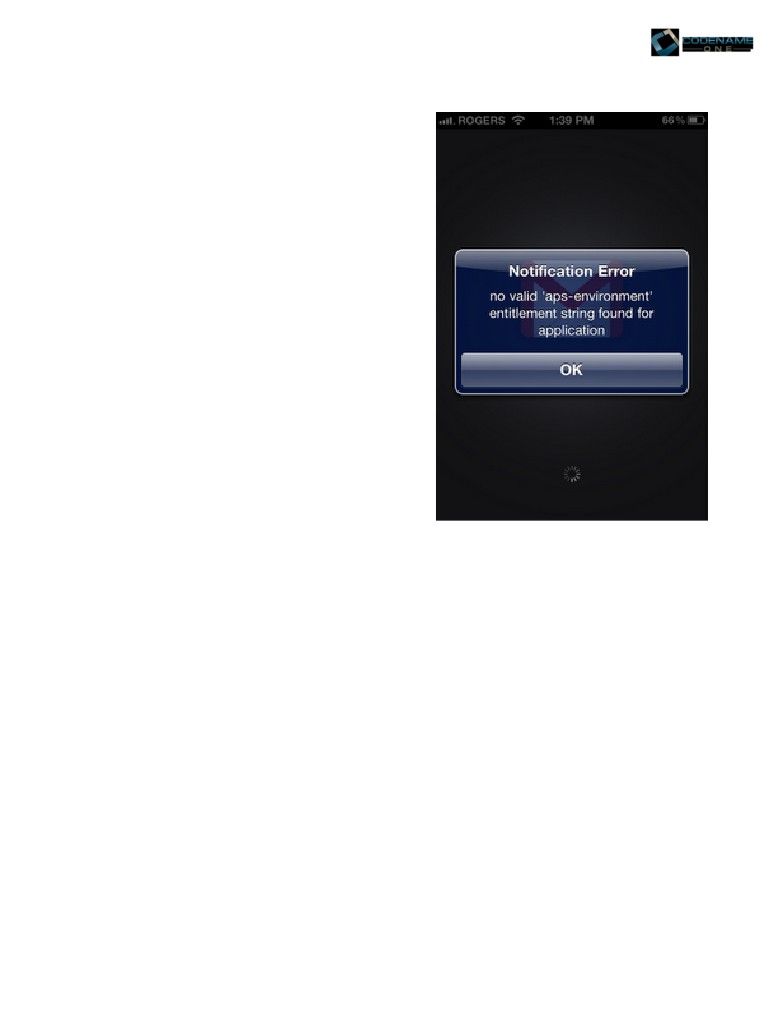 CODENAME
ONE
ROGERS 1:39 PM 66%
Notification Error
no valid 'aps-environment'
entitlement string found for
application
OK